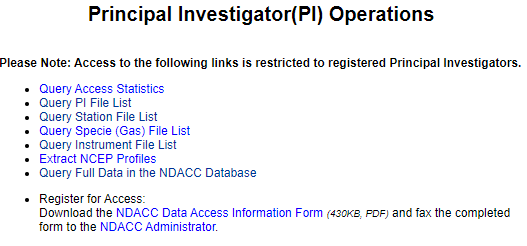 Principal Investigator(PI) Operations
Please Note: Access to the following links is restricted to registered Principal Investigators.
Query Access Statistics
Query PI File List
Query Station File List
Query Specie (Gas) File List
Query Instrument File List
Extract NCEP Profiles
Query Full Data in the NDACC Database
Register for Access:
Download the NDACC Data Access Information Form (430KB, PDF) and fax the completed
form to the NDACC Administrator.